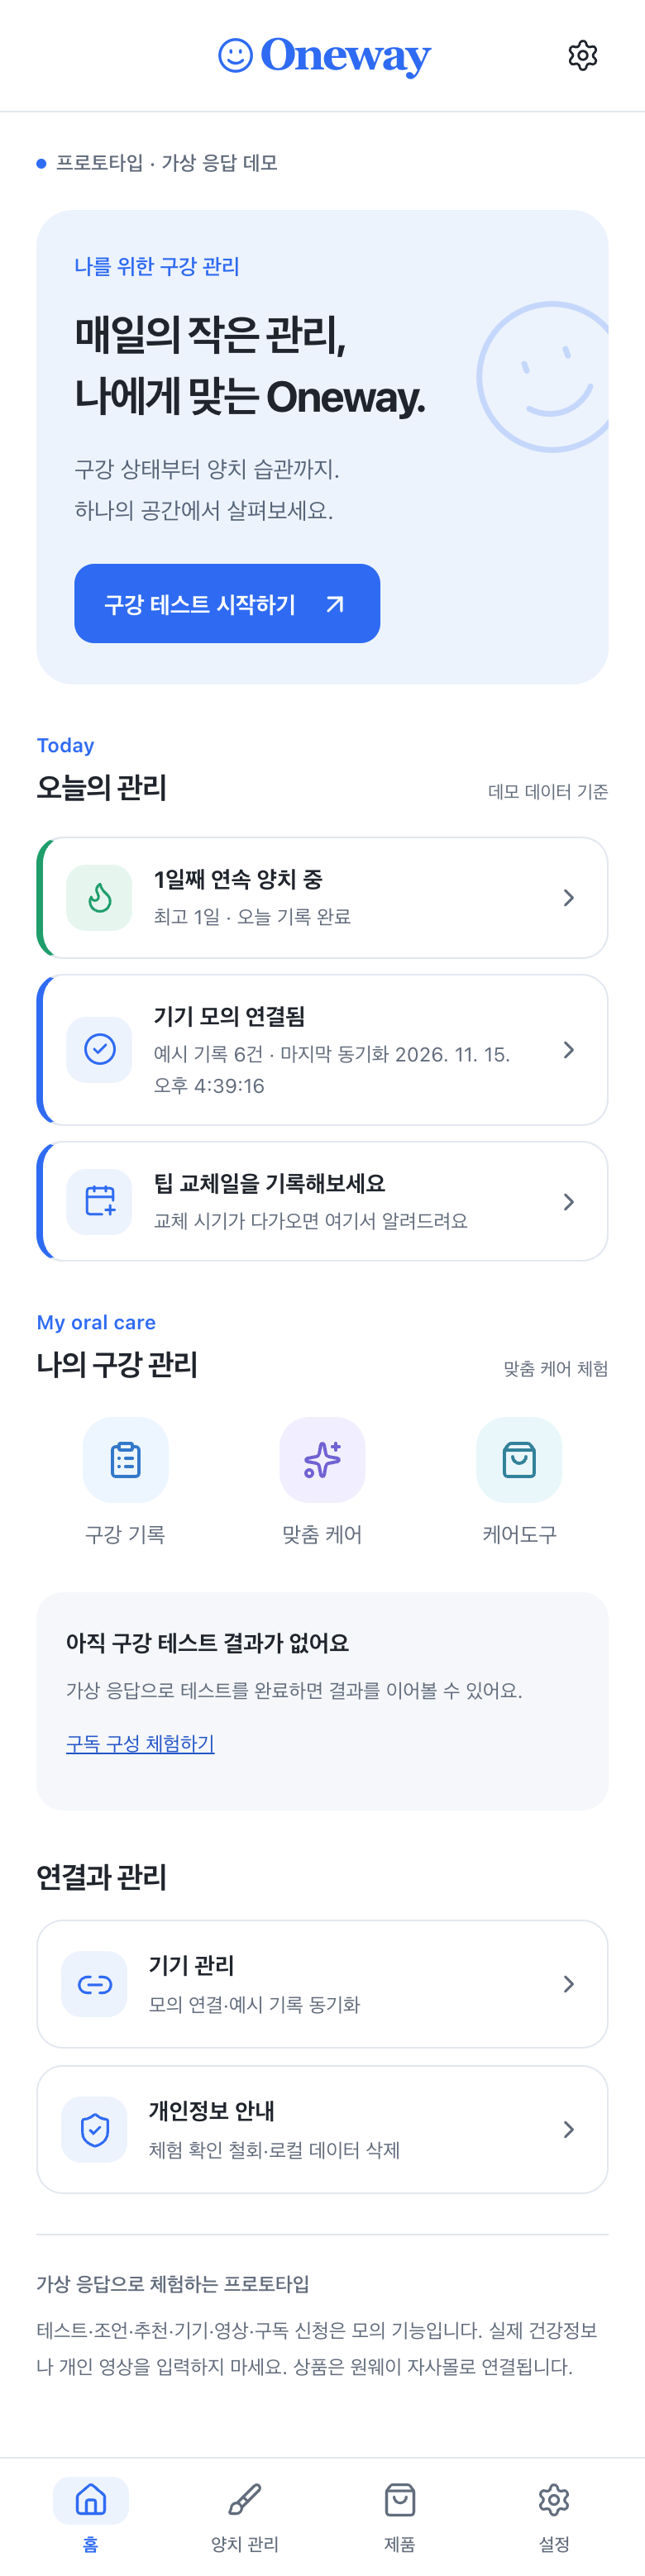 Oneway
프로토타입 · 가상 응답 데모
나를 위한 구강 관리
매일의 작은 관리,
나에게 맞는 Oneway.
구강 상태부터 양치 습관까지.
하나의 공간에서 살펴보세요.
구강 테스트 시작하기
Today
오늘의 관리
데모 데이터 기준
1일째 연속 양치 중
최고 1일 · 오늘 기록 완료
기기 모의 연결됨
예시 기록 6건 · 마지막 동기화 2026. 11. 15.
오후 4:39:16
팁 교체일을 기록해보세요
교체 시기가 다가오면 여기서 알려드려요
My oral care
나의 구강 관리
맞춤 케어 체험
구강 기록
맞춤 케어
케어도구
아직 구강 테스트 결과가 없어요
가상 응답으로 테스트를 완료하면 결과를 이어볼 수 있어요.
구독 구성 체험하기
연결과 관리
기기 관리
모의 연결·예시 기록 동기화
개인정보 안내
체험 확인 철회·로컬 데이터 삭제
가상 응답으로 체험하는 프로토타입
테스트·조언·추천·기기·영상·구독 신청은 모의 기능입니다. 실제 건강정보
나 개인 영상을 입력하지 마세요. 상품은 원웨이 자사몰로 연결됩니다.
홈
양치 관리
제품
설정